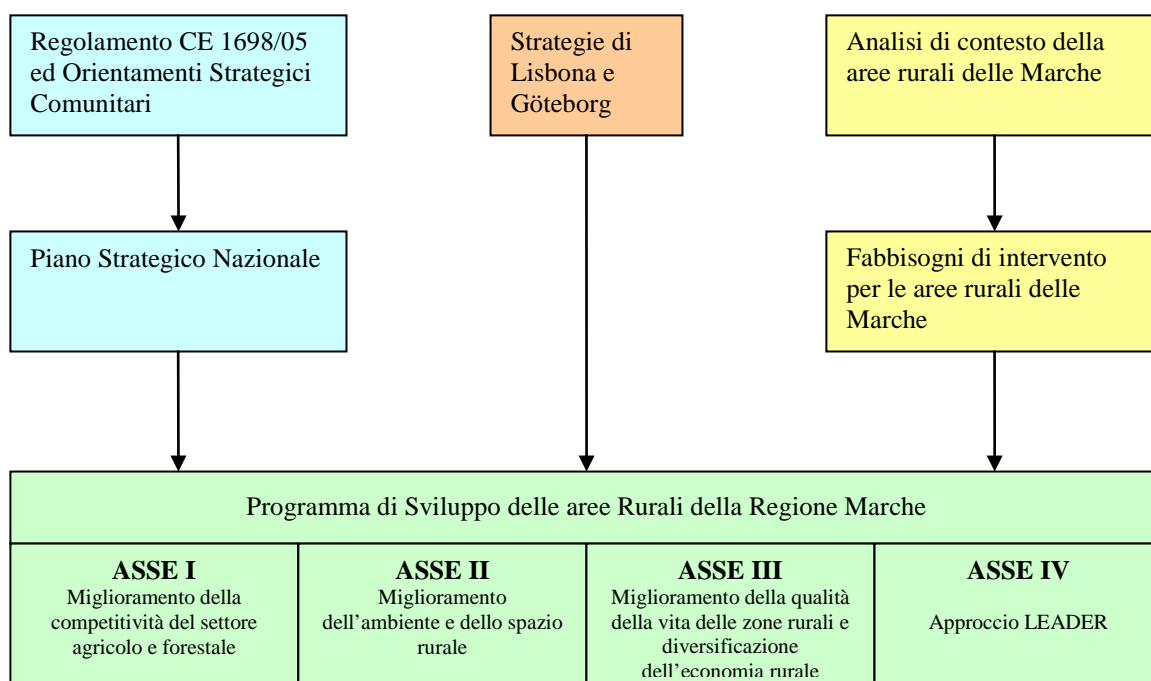 Regolamento CE 1698/05
ed Orientamenti Strategici
Comunitari
Strategie di
Lisbona e
Göteborg
Analisi di contesto della
aree rurali delle Marche
Piano Strategico Nazionale
Fabbisogni di intervento
per le aree rurali delle
Marche
Programma di Sviluppo delle aree Rurali della Regione Marche
ASSE I
Miglioramento della
competitività del settore
agricolo e forestale
ASSE II
Miglioramento
dell'ambiente e dello spazio
rurale
ASSE III
Miglioramento della qualità
della vita delle zone rurali e
diversificazione
dell'economia rurale
ASSE IV
Approccio LEADER